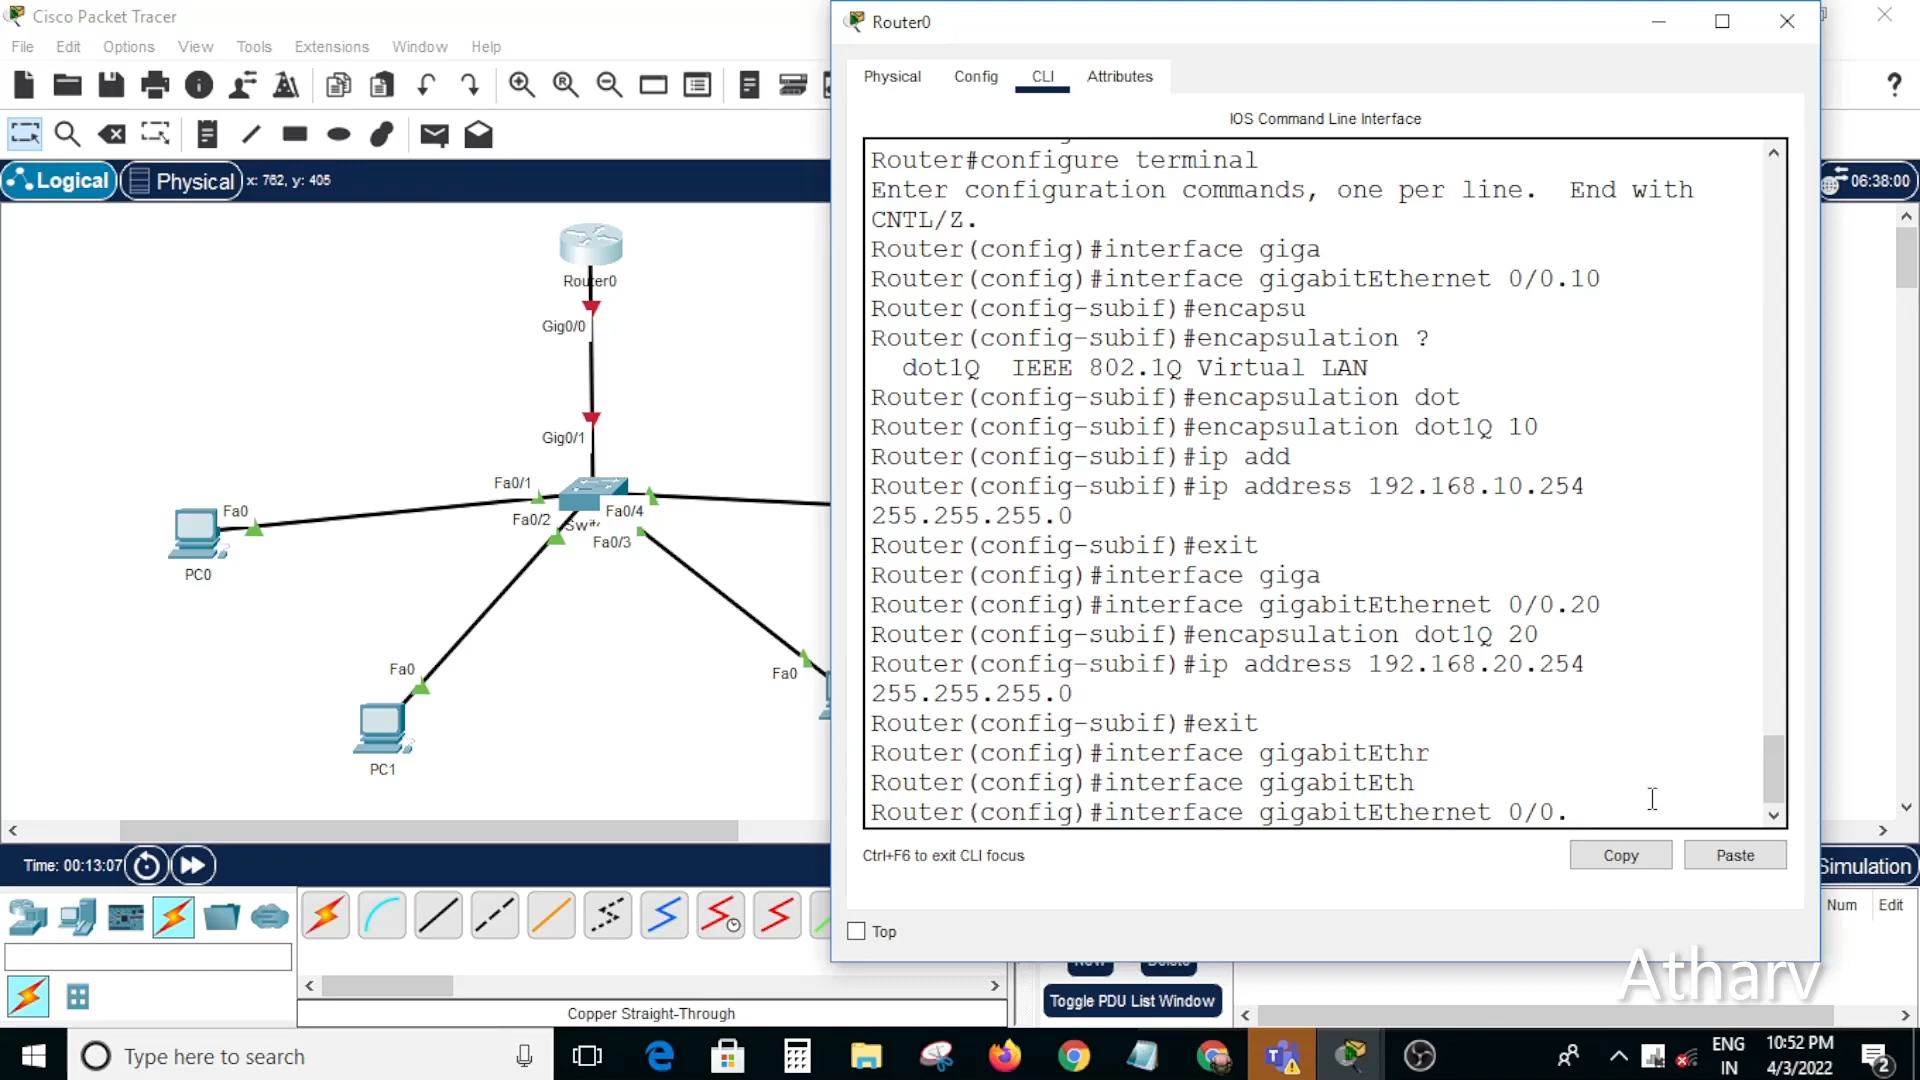 Cisco Packet Tracer
File Edit Options View Tools Extensions Window Help
Logical
Physical
x: 762, y: 405
06:38:00
Router0
Gig0/0
Gig0/1
Fa0/1
Fa0/2
Fa0/4
Fa0/3
Fa0
PC0
Fa0
PC1
Fa0
Router0
Physical Config CLI Attributes
IOS Command Line Interface
Router#configure terminal
Enter configuration commands, one per line.  End with
CNTL/Z.
Router(config)#interface giga
Router(config)#interface gigabitEthernet 0/0.10
Router(config-subif)#encapsu
Router(config-subif)#encapsulation ?
  dot1Q  IEEE 802.1Q Virtual LAN
Router(config-subif)#encapsulation dot
Router(config-subif)#encapsulation dot1Q 10
Router(config-subif)#ip add
Router(config-subif)#ip address 192.168.10.254
255.255.255.0
Router(config-subif)#exit
Router(config)#interface giga
Router(config)#interface gigabitEthernet 0/0.20
Router(config-subif)#encapsulation dot1Q 20
Router(config-subif)#ip address 192.168.20.254
255.255.255.0
Router(config-subif)#exit
Router(config)#interface gigabitEthr
Router(config)#interface gigabitEth
Router(config)#interface gigabitEthernet 0/0.
Ctrl+F6 to exit CLI focus
Copy
Paste
Top
Time: 00:13:07
Simulation
Num Edit
Toggle PDU List Window
Copper Straight-Through
Atharv
Type here to search
ENG
IN
10:52 PM
4/3/2022
2